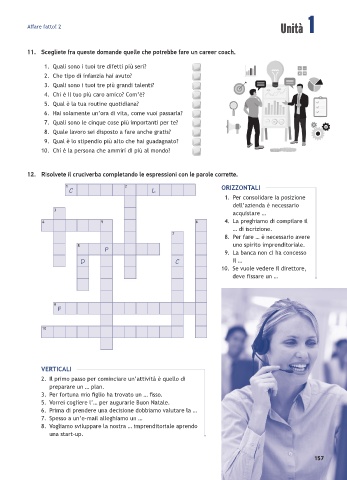 Affare fatto! 2
Unità 1
11. Scegliete fra queste domande quelle che potrebbe fare un career coach.
1. Quali sono i tuoi tre difetti più seri?
2. Che tipo di infanzia hai avuto?
3. Quali sono i tuoi tre più grandi talenti?
4. Chi è il tuo più caro amico? Com'è?
5. Qual è la tua routine quotidiana?
6. Hai solamente un'ora di vita, come vuoi passarla?
7. Quali sono le cinque cose più importanti per te?
8. Quale lavoro sei disposto a fare anche gratis?
9. Qual è lo stipendio più alto che hai guadagnato?
10. Chi è la persona che ammiri di più al mondo?
12. Risolvete il cruciverba completando le espressioni con le parole corrette.
1 2
C L
3
4 5 6
7
8
P
D C
9
F
10
ORIZZONTALI
1. Per consolidare la posizione
dell'azienda è necessario
acquistare …
4. La preghiamo di compilare il
… di iscrizione.
8. Per fare … è necessario avere
uno spirito imprenditoriale.
9. La banca non ci ha concesso
il …
10. Se vuole vedere il direttore,
deve fissare un …
VERTICALI
2. Il primo passo per cominciare un'attività è quello di
preparare un … plan.
3. Per fortuna mio figlio ha trovato un … fisso.
5. Vorrei cogliere l'… per augurarle Buon Natale.
6. Prima di prendere una decisione dobbiamo valutare la …
7. Spesso a un'e-mail alleghiamo un …
8. Vogliamo sviluppare la nostra … imprenditoriale aprendo
una start-up.
157